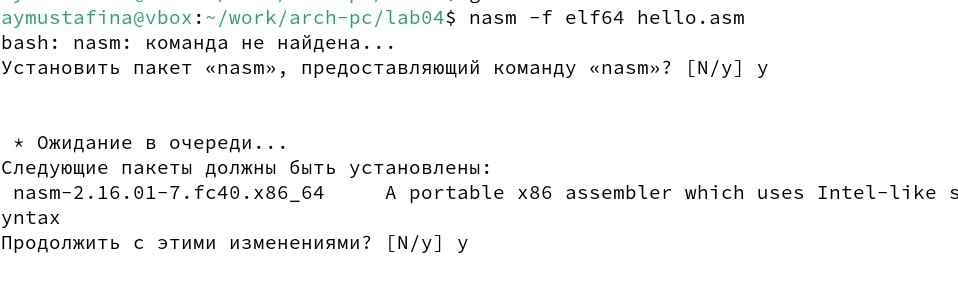 aymustafina@vbox:~/work/arch-pc/lab04$ nasm -f elf64 hello.asm
bash: nasm: команда не найдена...
Установить пакет «nasm», предоставляющий команду «nasm»? [N/y] y
* Ожидание в очереди...
Следующие пакеты должны быть установлены:
nasm-2.16.01-7.fc40.x86_64     A portable x86 assembler which uses Intel-like s
yntax
Продолжить с этими изменениями? [N/y] y